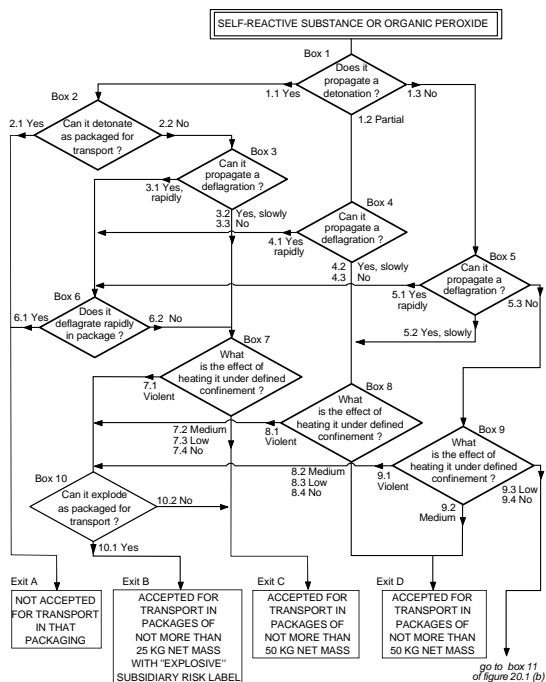 SELF-REACTIVE SUBSTANCE OR ORGANIC PEROXIDE
Box 1
Does it
propagate a
detonation ?
1.1 Yes
1.3 No
1.2 Partial
Box 2
2.1 Yes
2.2 No
Can it detonate
as packaged for
transport ?
Box 3
Can it
propagate a
deflagration ?
3.1 Yes,
rapidly
3.2 Yes, slowly
3.3 No
Box 4
Can it
propagate a
deflagration ?
4.1 Yes
rapidly
4.2 Yes, slowly
4.3 No
Box 5
Can it
propagate a
deflagration ?
5.1 Yes
rapidly
5.3 No
5.2 Yes, slowly
Box 6
Does it
deflagrate rapidly
in package ?
6.1 Yes
6.2 No
Box 7
What
is the effect of
heating it under defined
confinement ?
7.1
Violent
7.2 Medium
7.3 Low
7.4 No
Box 8
What
is the effect of
heating it under defined
confinement ?
8.1
Violent
8.2 Medium
8.3 Low
8.4 No
Box 9
What
is the effect of
heating it under defined
confinement ?
9.1
Violent
9.3 Low
9.4 No
9.2
Medium
Box 10
Can it explode
as packaged for
transport ?
10.2 No
10.1 Yes
Exit A
NOT ACCEPTED
FOR TRANSPORT
IN THAT
PACKAGING
Exit B
ACCEPTED FOR
TRANSPORT IN
PACKAGES OF
NOT MORE THAN
25 KG NET MASS
WITH "EXPLOSIVE"
SUBSIDIARY RISK LABEL
Exit C
ACCEPTED FOR
TRANSPORT IN
PACKAGES OF
NOT MORE THAN
50 KG NET MASS
Exit D
ACCEPTED FOR
TRANSPORT IN
PACKAGES OF
NOT MORE THAN
50 KG NET MASS
go to box 11
of figure 20.1 (b)